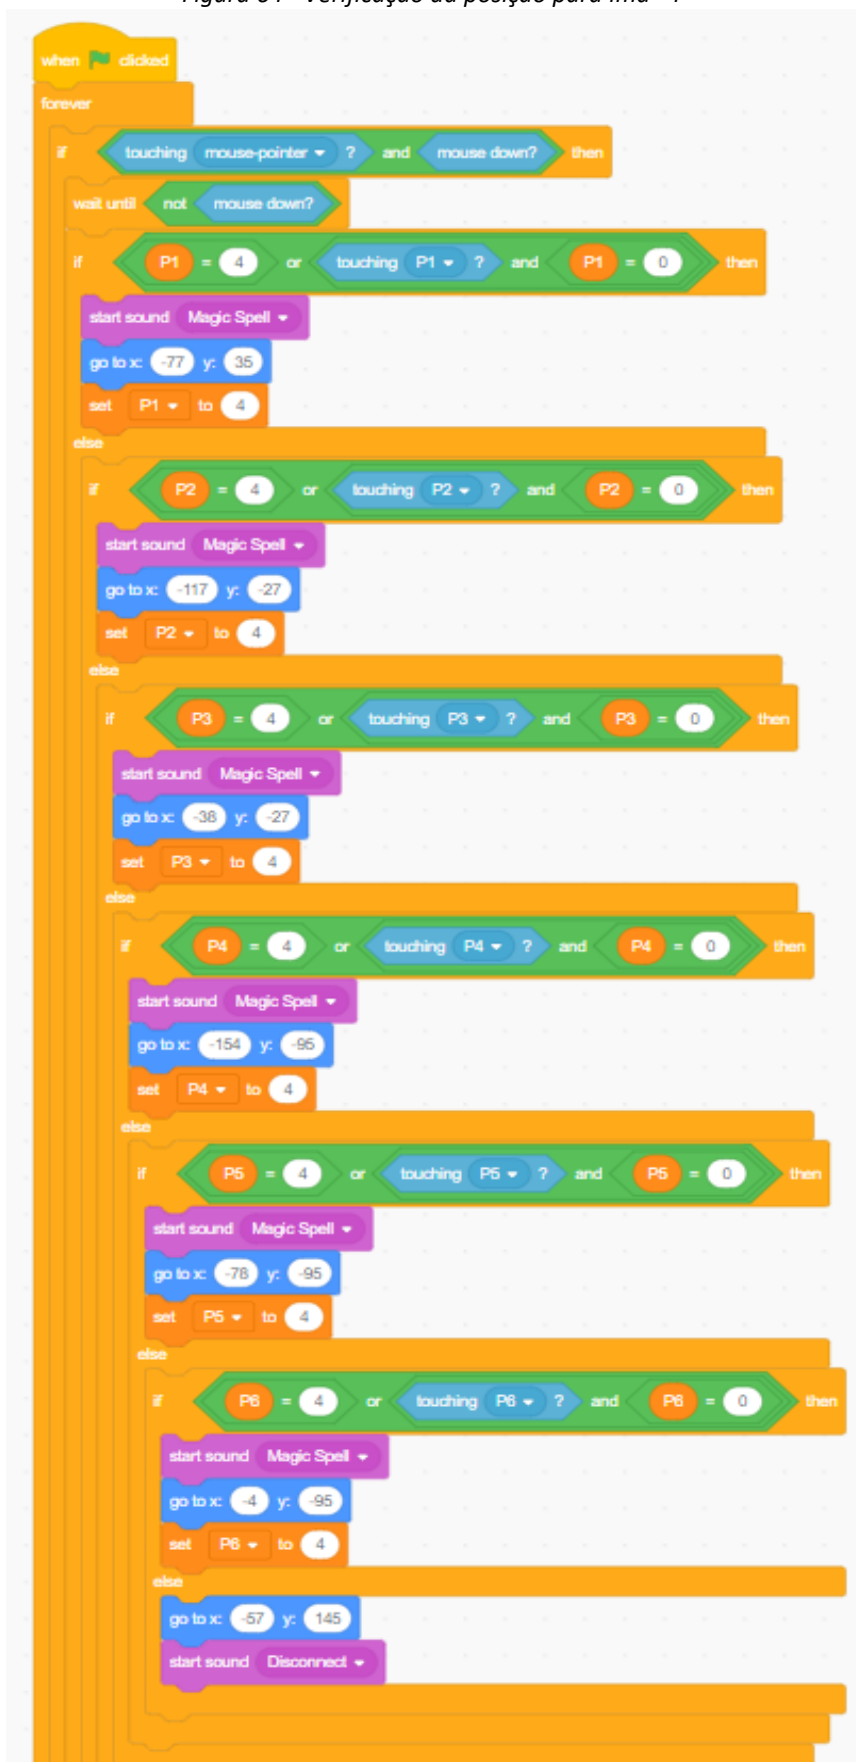 when clicked
forever
if touching mouse-pointer ? and mouse down? then
wait until not mouse down?
if P1 = 4 or touching P1 ? and P1 = 0 then
start sound Magic Spell
go to x: -77 y: 35
set P1 to 4
else
if P2 = 4 or touching P2 ? and P2 = 0 then
start sound Magic Spell
go to x: -117 y: -27
set P2 to 4
else
if P3 = 4 or touching P3 ? and P3 = 0 then
start sound Magic Spell
go to x: -38 y: -27
set P3 to 4
else
if P4 = 4 or touching P4 ? and P4 = 0 then
start sound Magic Spell
go to x: -154 y: -95
set P4 to 4
else
if P5 = 4 or touching P5 ? and P5 = 0 then
start sound Magic Spell
go to x: -78 y: -95
set P5 to 4
else
if P6 = 4 or touching P6 ? and P6 = 0 then
start sound Magic Spell
go to x: -4 y: -95
set P6 to 4
else
go to x: -57 y: 145
start sound Disconnect